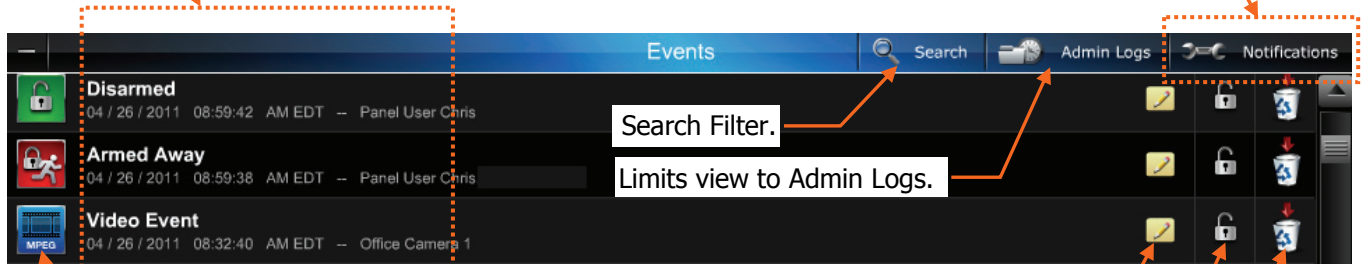 Events Search Admin Logs Notifications
Disarmed
04 / 26 / 2011 08:59:42 AM EDT -- Panel User Chris
Search Filter.
Armed Away
04 / 26 / 2011 08:59:38 AM EDT -- Panel User Chris
Limits view to Admin Logs.
Video Event
MPEG
04 / 26 / 2011 08:32:40 AM EDT -- Office Camera 1